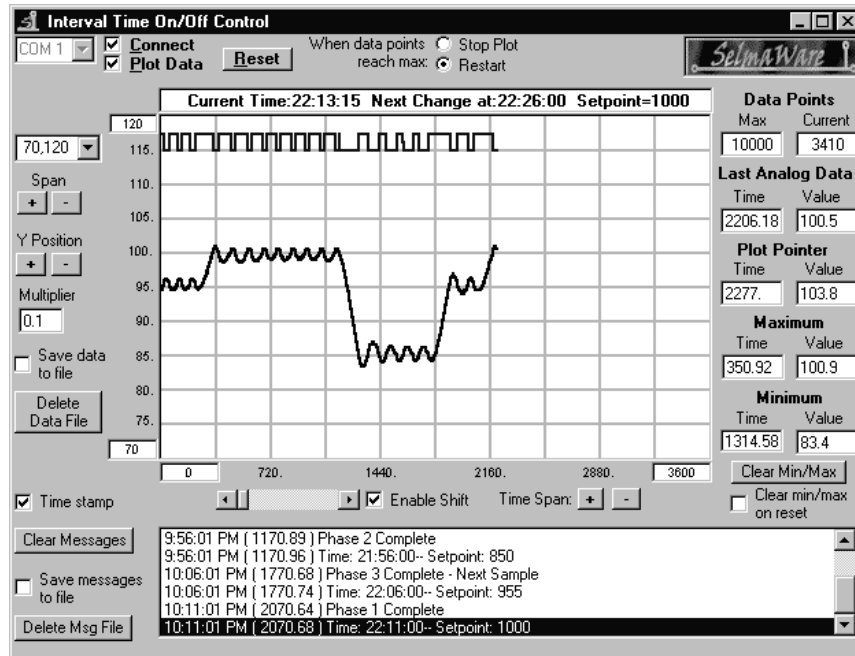 Interval Time On/Off Control
COM 1
Connect
Plot Data
Reset
When data points reach max:
Stop Plot
Restart
SelmaWare
Current Time:22:13:15 Next Change at:22:26:00 Setpoint=1000
Data Points
Max Current
10000 3410
Last Analog Data
Time Value
2206.18 100.5
Plot Pointer
Time Value
2277. 103.8
Maximum
Time Value
350.92 100.9
Minimum
Time Value
1314.58 83.4
Clear Min/Max
Clear min/max
on reset
70,120
Span
+ -
Y Position
+ -
Multiplier
0.1
Save data
to file
Delete
Data File
120
115.
110.
105.
100.
95.
90.
85.
80.
75.
70
0 720. 1440. 2160. 2880. 3600
Time stamp
Enable Shift
Time Span: + -
Clear Messages
Save messages
to file
Delete Msg File
9:56:01 PM ( 1170.89 ) Phase 2 Complete
9:56:01 PM ( 1170.96 ) Time: 21:56:00-- Setpoint: 850
10:06:01 PM ( 1770.68 ) Phase 3 Complete - Next Sample
10:06:01 PM ( 1770.74 ) Time: 22:06:00-- Setpoint: 955
10:11:01 PM ( 2070.64 ) Phase 1 Complete
10:11:01 PM ( 2070.68 ) Time: 22:11:00-- Setpoint: 1000